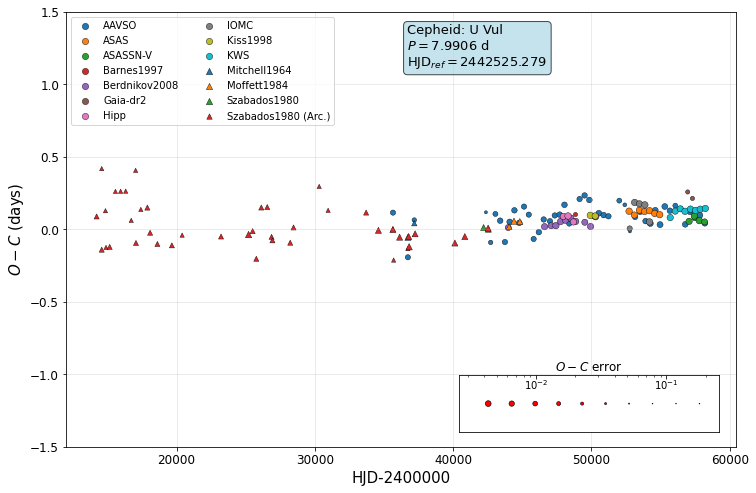 AAVSO
ASAS
ASASSN-V
Barnes1997
Berdnikov2008
Gaia-dr2
Hipp
IOMC
Kiss1998
KWS
Mitchell1964
Moffett1984
Szabados1980
Szabados1980 (Arc.)
Cepheid: U Vul
P = 7.9906 d
HJD_ref = 2442525.279
1.5
1.0
0.5
0.0
−0.5
−1.0
−1.5
O − C (days)
O − C error
10^−2
10^−1
20000
30000
40000
50000
60000
HJD-2400000